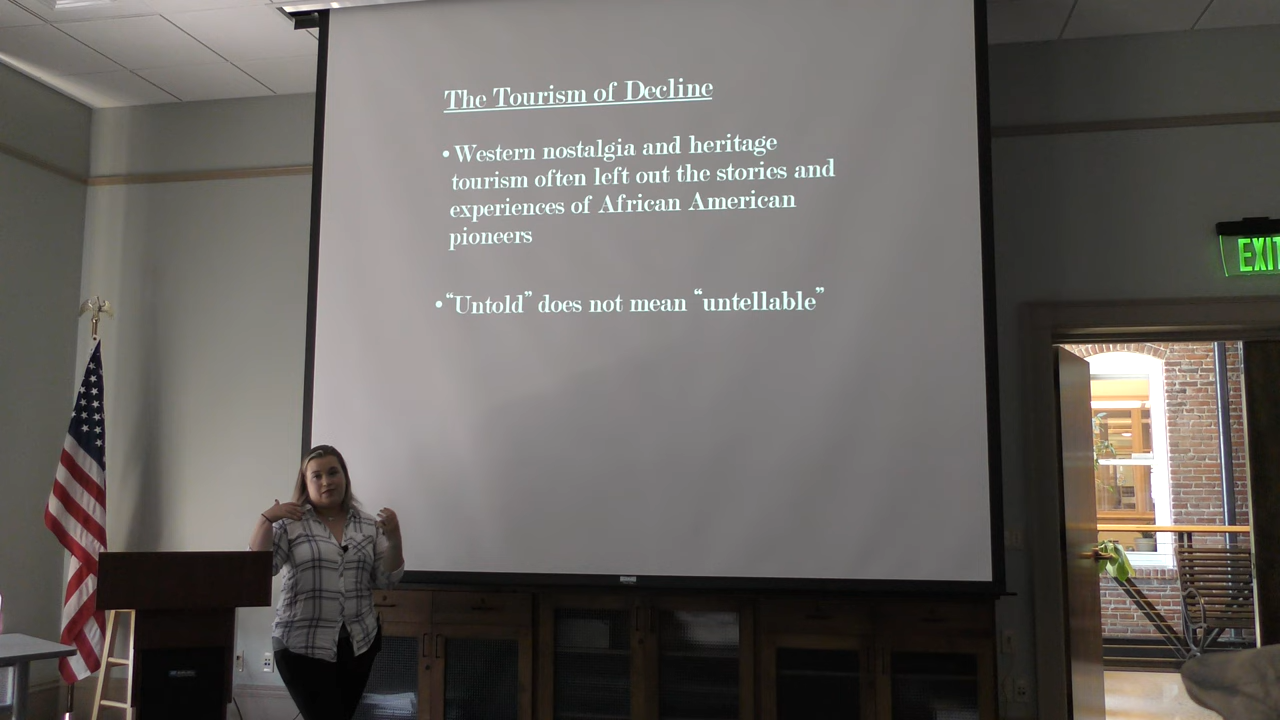 The Tourism of Decline
• Western nostalgia and heritage
tourism often left out the stories and
experiences of African American
pioneers
• “Untold” does not mean “untellable”
EXIT